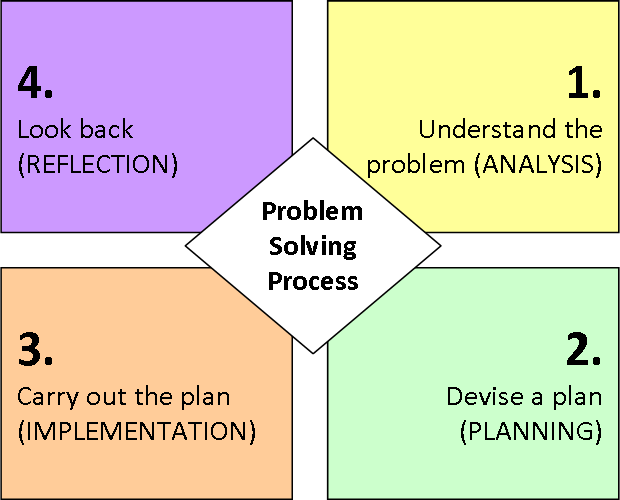 4.
Look back
(REFLECTION)
1.
Understand the
problem (ANALYSIS)
Problem
Solving
Process
3.
Carry out the plan
(IMPLEMENTATION)
2.
Devise a plan
(PLANNING)